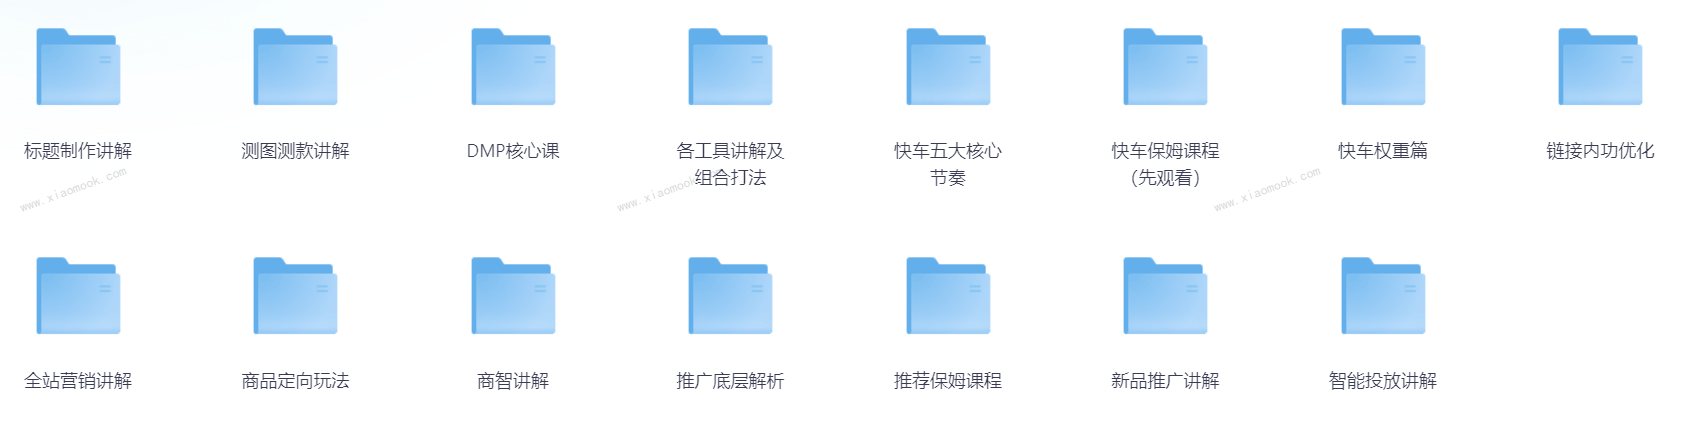 标题制作讲解
测图测款讲解
DMP核心课
各工具讲解及
组合打法
快车五大核心
节奏
快车保姆课程
（先观看）
快车权重篇
链接内功优化
www.xiaomook.com
www.xiaomook.com
www.xiaomook.com
全站营销讲解
商品定向玩法
商智讲解
推广底层解析
推荐保姆课程
新品推广讲解
智能投放讲解